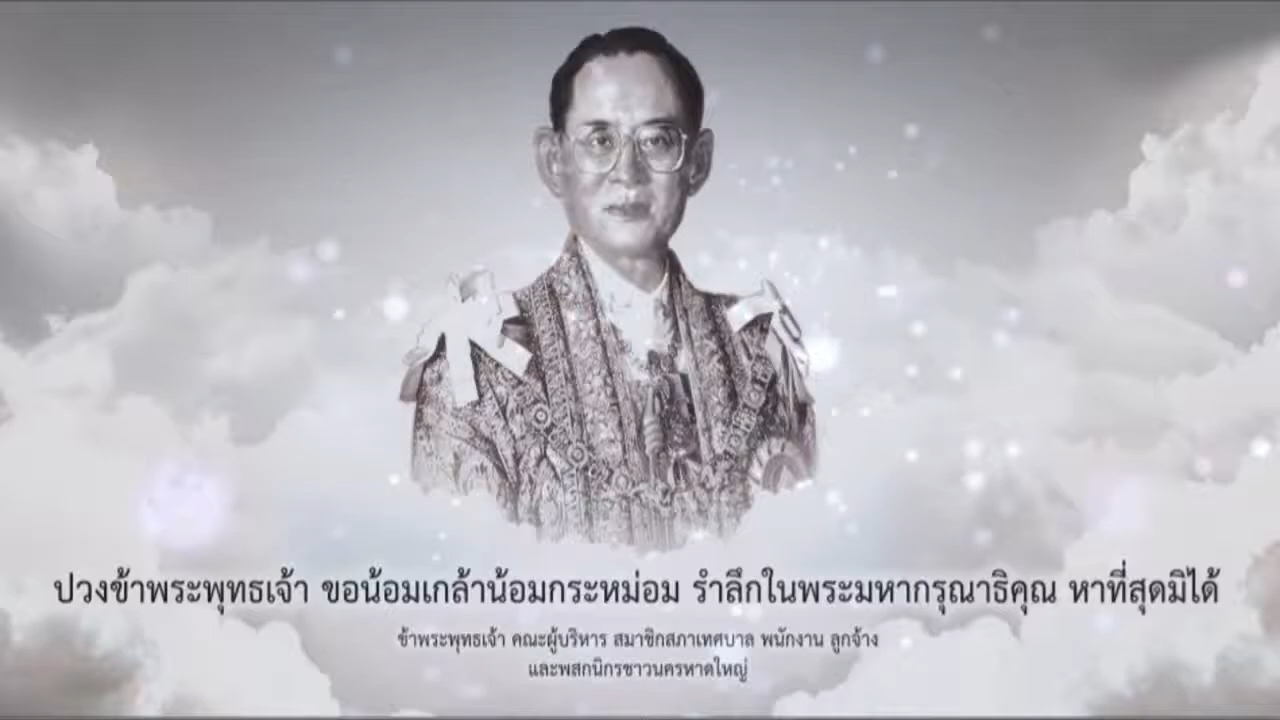 ปวงข้าพระพุทธเจ้า ขอน้อมเกล้าน้อมกระหม่อม รำลึกในพระมหากรุณาธิคุณ หาที่สุดมิได้
ข้าพระพุทธเจ้า คณะผู้บริหาร สมาชิกสภาเทศบาล พนักงาน ลูกจ้าง
และพสกนิกรชาวนครหาดใหญ่